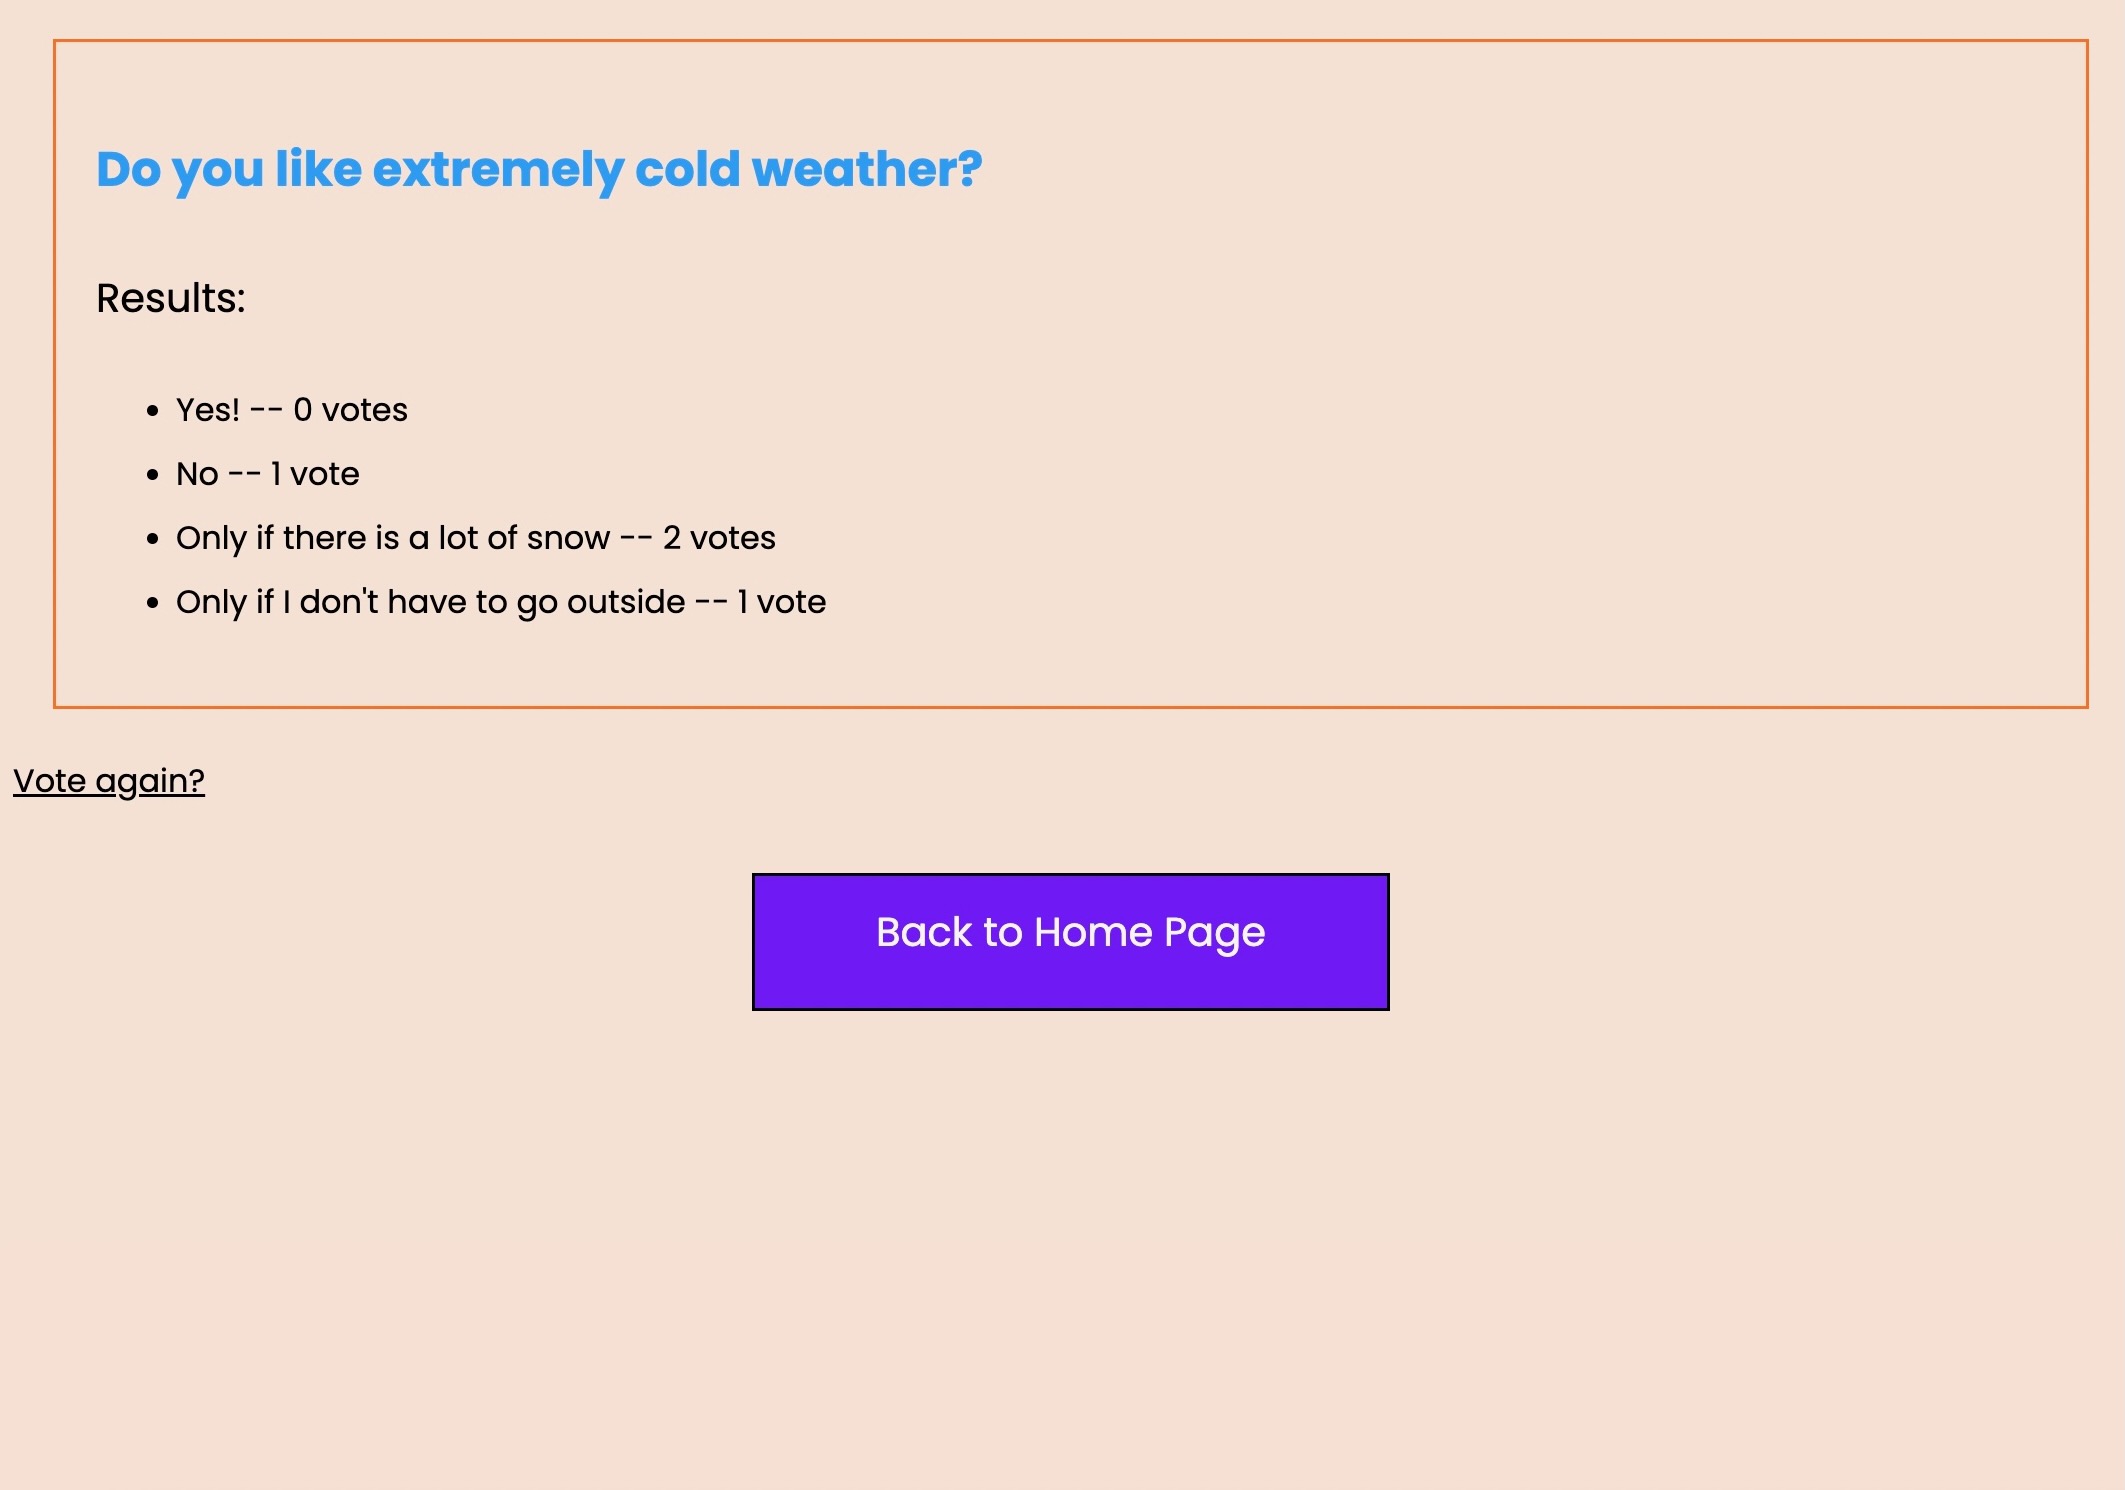 Do you like extremely cold weather?
Results:
• Yes! -- 0 votes
• No -- 1 vote
• Only if there is a lot of snow -- 2 votes
• Only if I don't have to go outside -- 1 vote
Vote again?
Back to Home Page